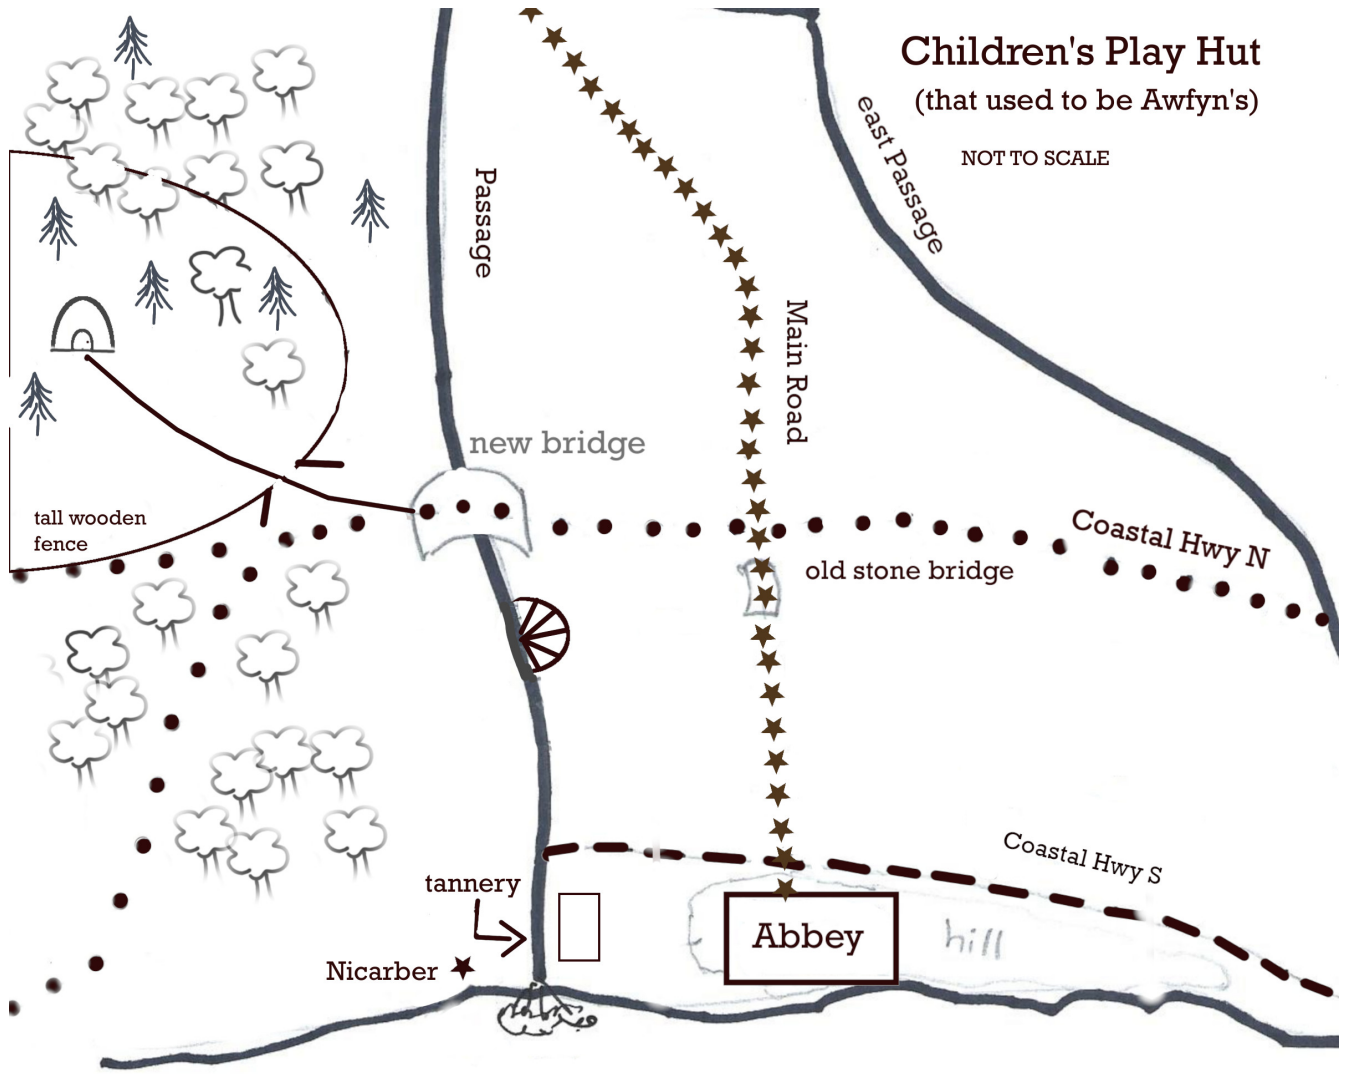 Children's Play Hut
(that used to be Awfyn's)
NOT TO SCALE
east Passage
Passage
Main Road
new bridge
Coastal Hwy N
tall wooden
fence
old stone bridge
Coastal Hwy S
tannery
Abbey
hill
Nicarber